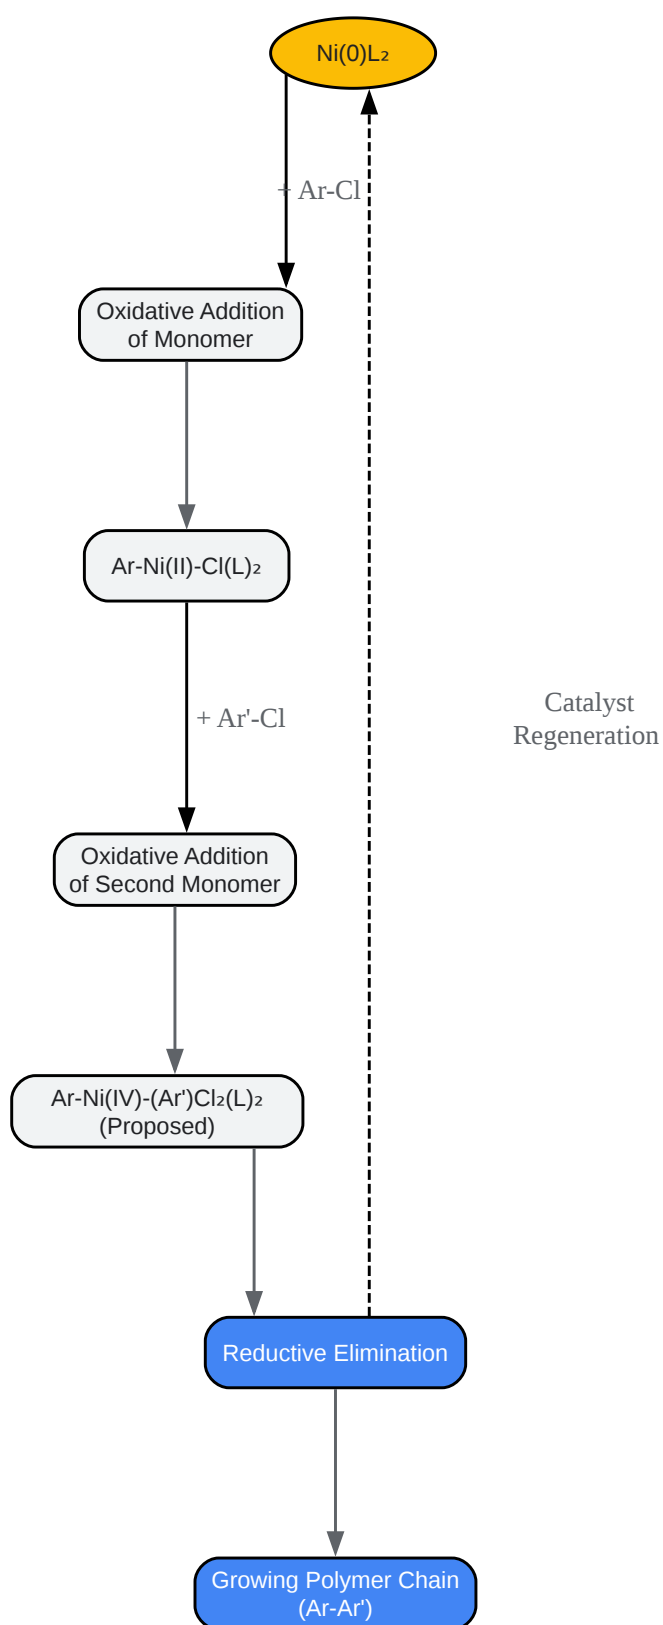 Ni(0)L₂
+ Ar-Cl
Oxidative Addition
of Monomer
Ar-Ni(II)-Cl(L)₂
Catalyst
Regeneration
+ Ar'-Cl
Oxidative Addition
of Second Monomer
Ar-Ni(IV)-(Ar')Cl₂(L)₂
(Proposed)
Reductive Elimination
Growing Polymer Chain
(Ar-Ar')